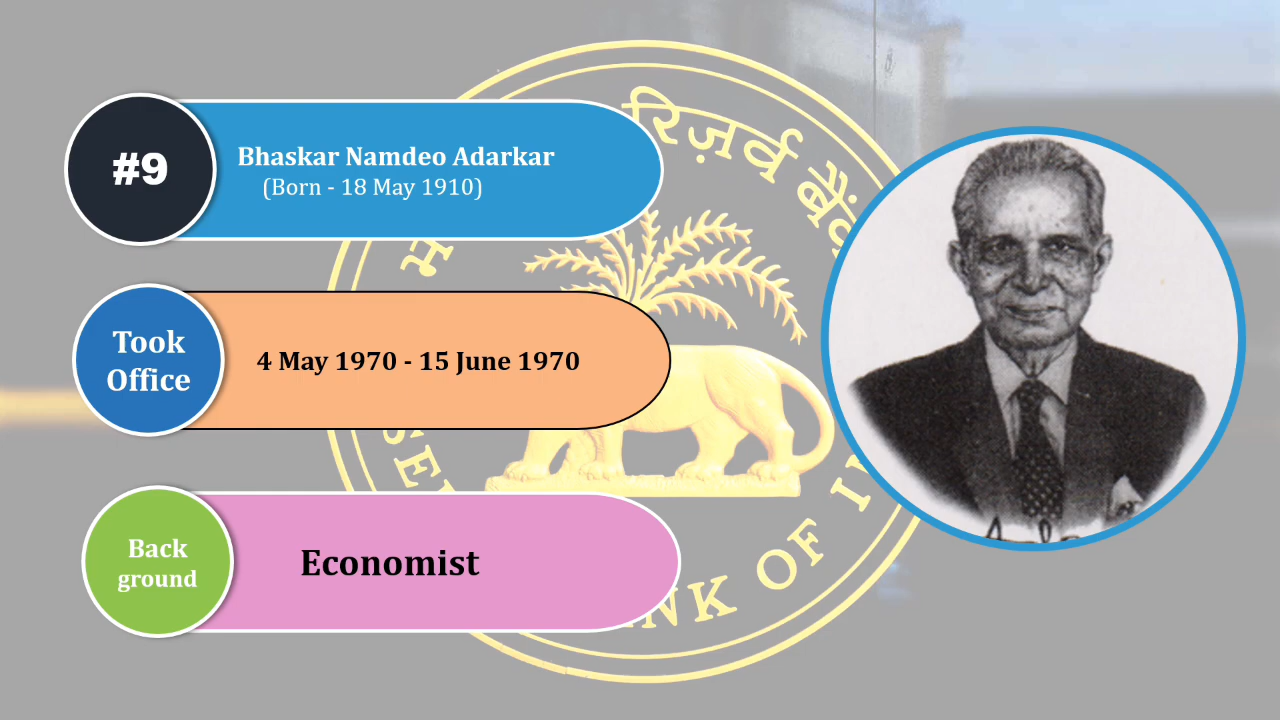 #9
Bhaskar Namdeo Adarkar
(Born - 18 May 1910)
रिज़र्व बैंक
Took
Office
4 May 1970 - 15 June 1970
Back
ground
Economist
OF